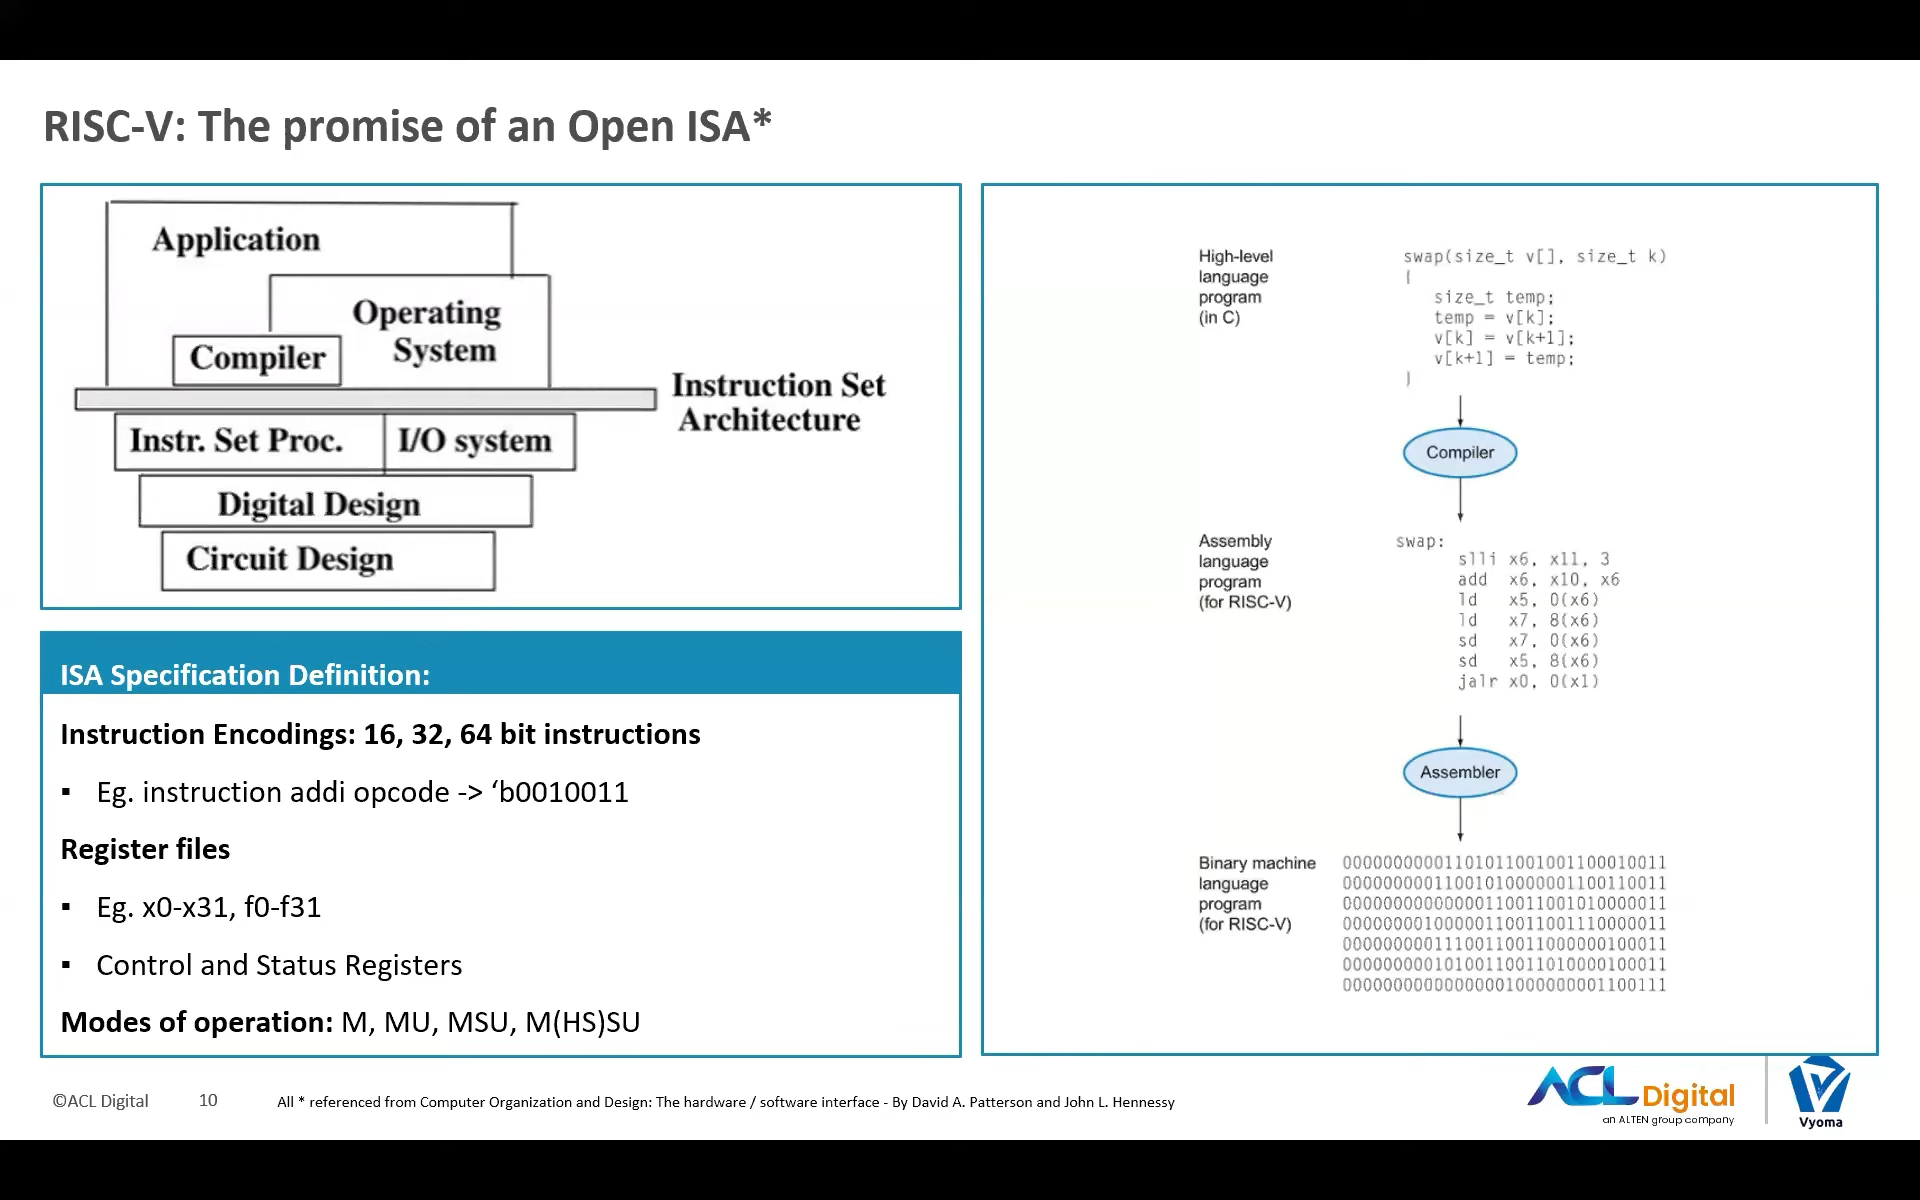 RISC-V: The promise of an Open ISA*
Application
Operating
System
Compiler
Instruction Set
Architecture
Instr. Set Proc.
I/O system
Digital Design
Circuit Design
ISA Specification Definition:
Instruction Encodings: 16, 32, 64 bit instructions
▪ Eg. instruction addi opcode -> ‘b0010011
Register files
▪ Eg. x0-x31, f0-f31
▪ Control and Status Registers
Modes of operation: M, MU, MSU, M(HS)SU
High-level
language
program
(in C)
swap(size_t v[], size_t k)
{
size_t temp;
temp = v[k];
v[k] = v[k+1];
v[k+1] = temp;
}
Compiler
Assembly
language
program
(for RISC-V)
swap:
slli x6, x11, 3
add x6, x10, x6
ld x5, 0(x6)
ld x7, 8(x6)
sd x7, 0(x6)
sd x5, 8(x6)
jalr x0, 0(x1)
Assembler
Binary machine
language
program
(for RISC-V)
00000000001101011001001100010011
00000000011001010000001100110011
00000000000000110011001010000011
00000000100000110011001110000011
00000000011100110011000000100011
00000000010100110011010000100011
00000000000000001000000001100111
©ACL Digital
10
All * referenced from Computer Organization and Design: The hardware / software interface - By David A. Patterson and John L. Hennessy
ACL Digital
an ALTEN group company
Vyoma